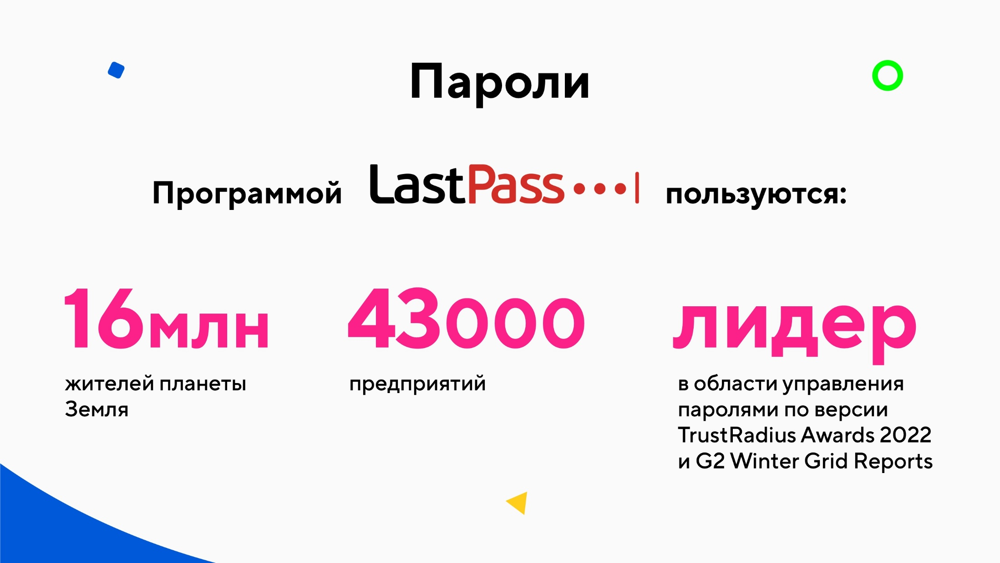 Пароли
Программой LastPass•••| пользуются:
16млн
жителей планеты
Земля
43000
предприятий
лидер
в области управления
паролями по версии
TrustRadius Awards 2022
и G2 Winter Grid Reports